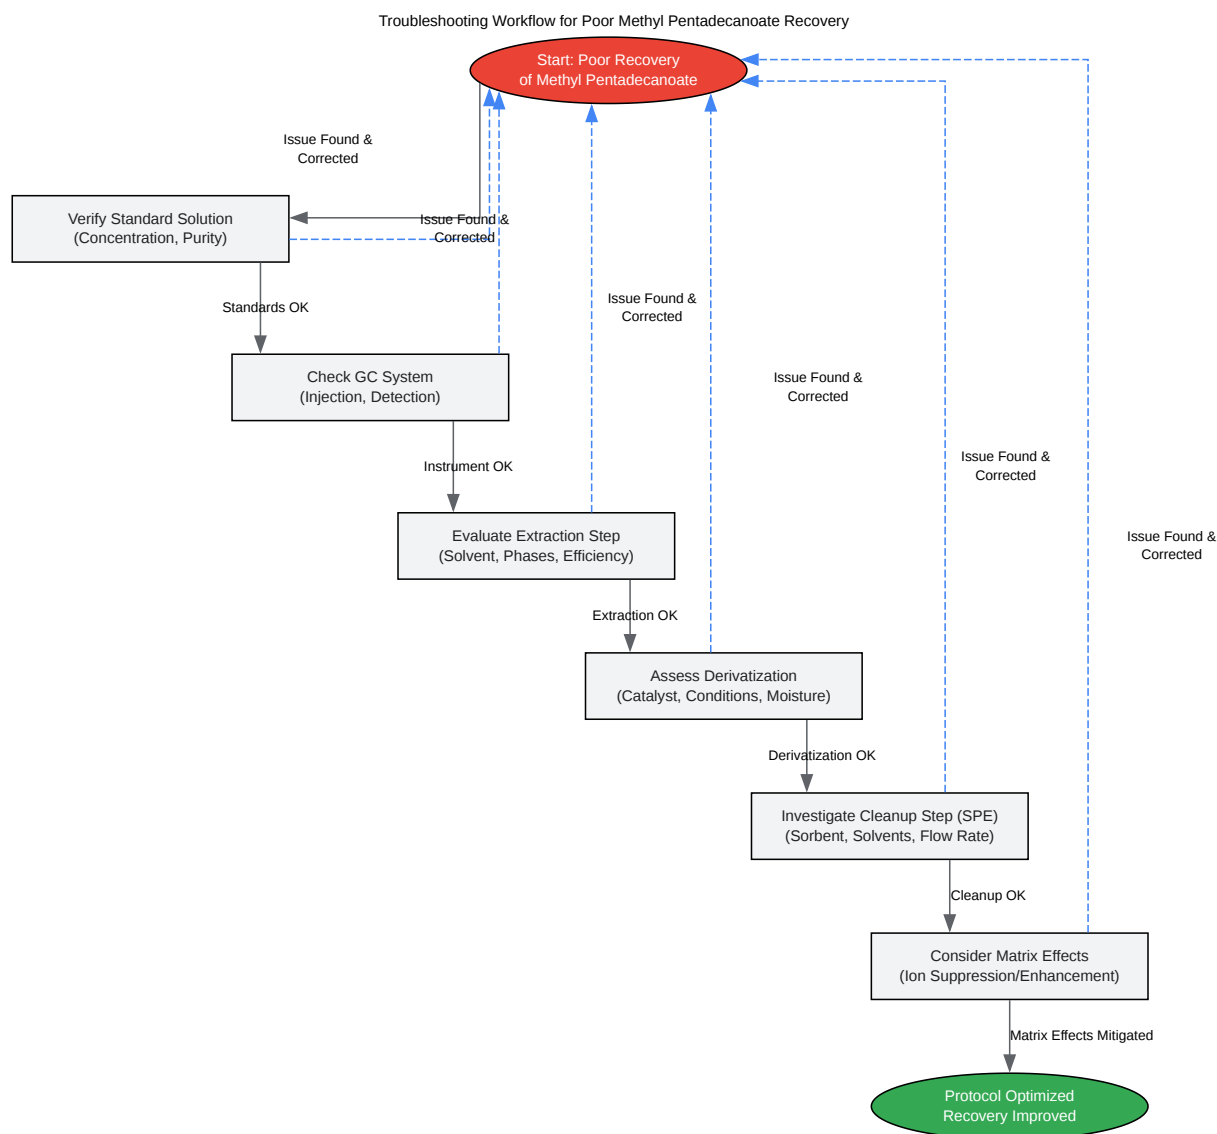 Troubleshooting Workflow for Poor Methyl Pentadecanoate Recovery
Start: Poor Recovery
of Methyl Pentadecanoate
Issue Found &
Corrected
Verify Standard Solution
(Concentration, Purity)
Issue Found &
Corrected
Standards OK
Issue Found &
Corrected
Check GC System
(Injection, Detection)
Issue Found &
Corrected
Instrument OK
Issue Found &
Corrected
Evaluate Extraction Step
(Solvent, Phases, Efficiency)
Issue Found &
Corrected
Extraction OK
Assess Derivatization
(Catalyst, Conditions, Moisture)
Derivatization OK
Investigate Cleanup Step (SPE)
(Sorbent, Solvents, Flow Rate)
Cleanup OK
Consider Matrix Effects
(Ion Suppression/Enhancement)
Matrix Effects Mitigated
Protocol Optimized
Recovery Improved